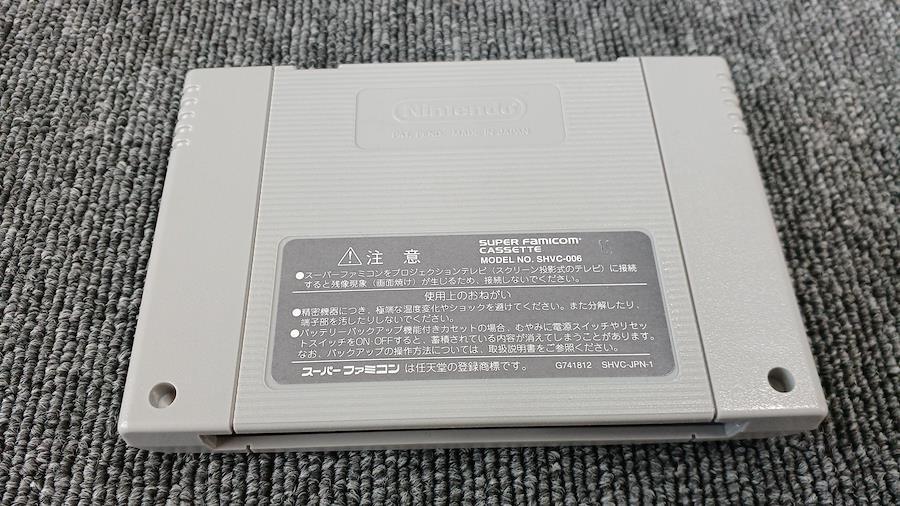 Nintendo®
PAT. PEND. MADE IN JAPAN
注 意
SUPER FAMICOM®
CASSETTE
MODEL NO. SHVC-006
●スーパーファミコンをプロジェクションテレビ（スクリーン投影式のテレビ）に接続
すると残像現象（画面焼け）が生じるため、接続しないでください。
使用上のおねがい
●精密機器につき、極端な温度変化やショックを避けてください。また分解したり、
端子部を汚したりしないでください。
●バッテリーバックアップ機能付きカセットの場合、むやみに電源スイッチやリセッ
トスイッチをON・OFFすると、蓄積されている内容が消えてしまうことがあります。
なお、バックアップの操作方法については、取扱説明書をご参照ください。
スーパーファミコン は任天堂の登録商標です。 G741812 SHVC-JPN-1